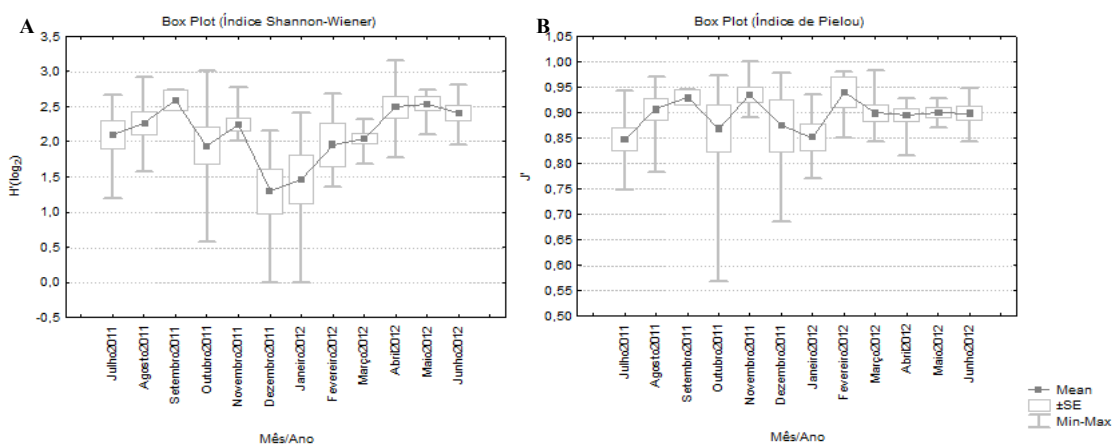 A
Box Plot (Índice Shannon-Wiener)
H'(log2)
3,5
3,0
2,5
2,0
1,5
1,0
0,5
0,0
-0,5
Julho2011
Agosto2011
Setembro2011
Outubro2011
Novembro2011
Dezembro2011
Janeiro2012
Fevereiro2012
Março2012
Abril2012
Maio2012
Junho2012
Mês/Ano
B
Box Plot (Índice de Pielou)
J'
1,05
1,00
0,95
0,90
0,85
0,80
0,75
0,70
0,65
0,60
0,55
0,50
Julho2011
Agosto2011
Setembro2011
Outubro2011
Novembro2011
Dezembro2011
Janeiro2012
Fevereiro2012
Março2012
Abril2012
Maio2012
Junho2012
Mês/Ano
Mean
±SE
Min-Max